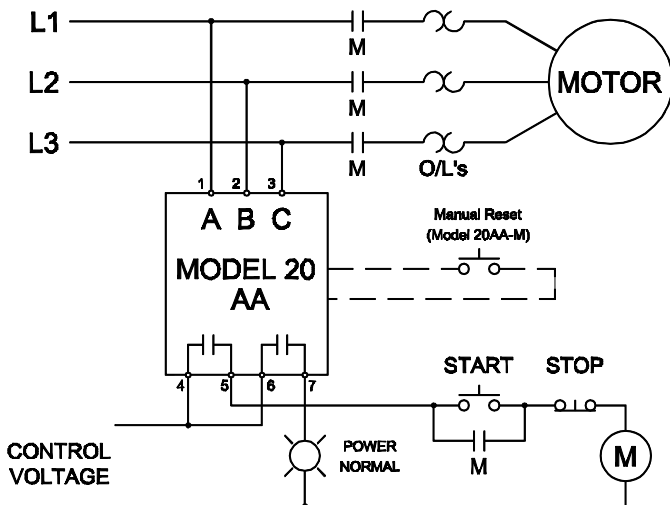 L1
M
L2
MOTOR
M
L3
M
O/L's
1 2 3
A B C
Manual Reset
(Model 20AA-M)
MODEL 20
AA
4 5 6 7
START STOP
M
CONTROL
VOLTAGE
POWER
NORMAL
M